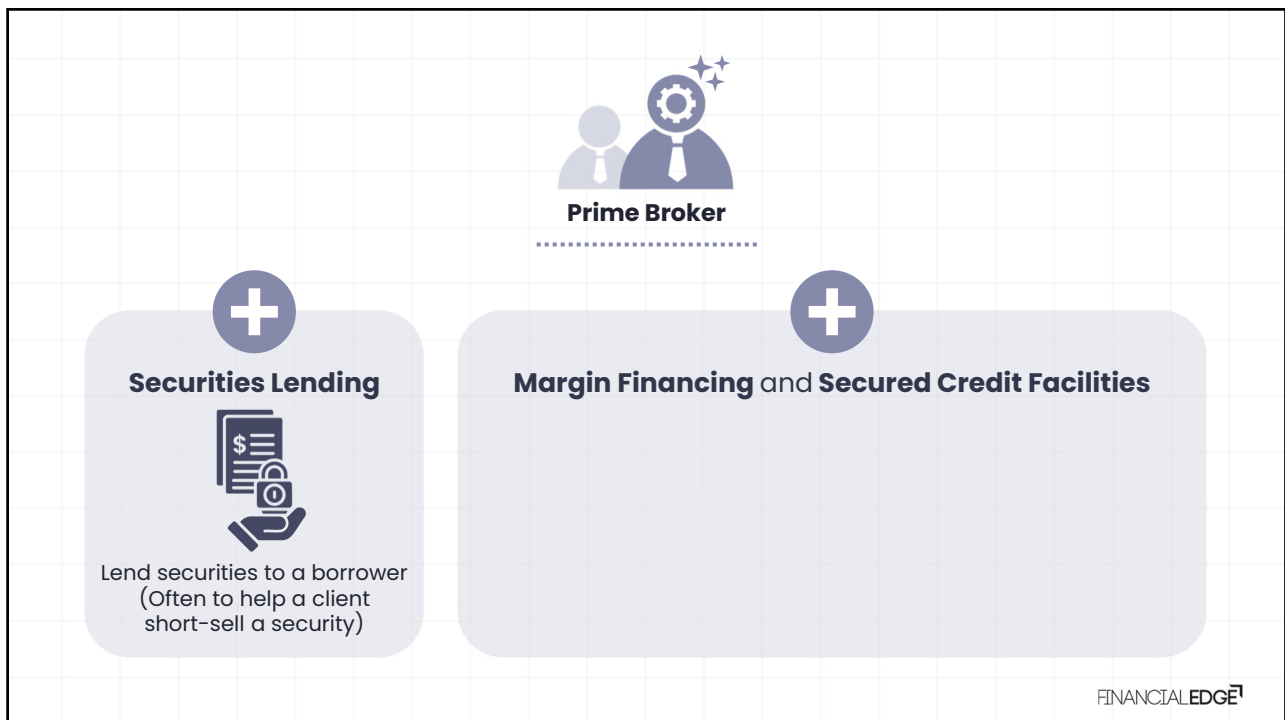 Prime Broker
Securities Lending
$
Lend securities to a borrower
(Often to help a client
short-sell a security)
Margin Financing and Secured Credit Facilities
FINANCIALEDGE